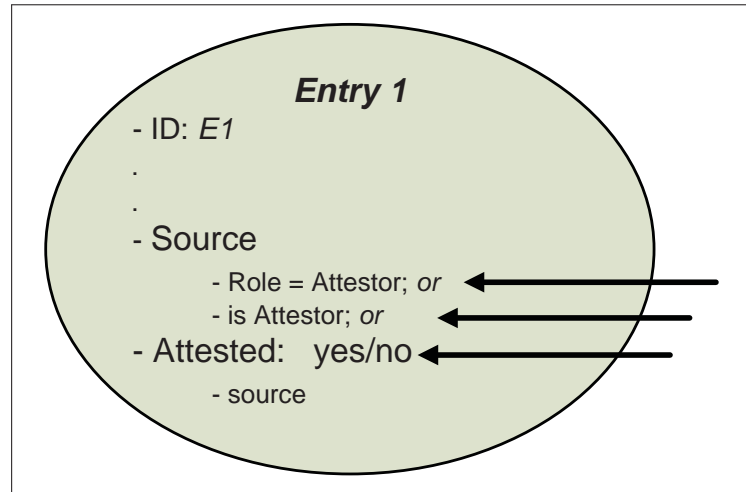 Entry 1
- ID: E1
.
.
- Source
- Role = Attestor; or
- is Attestor; or
- Attested: yes/no
- source